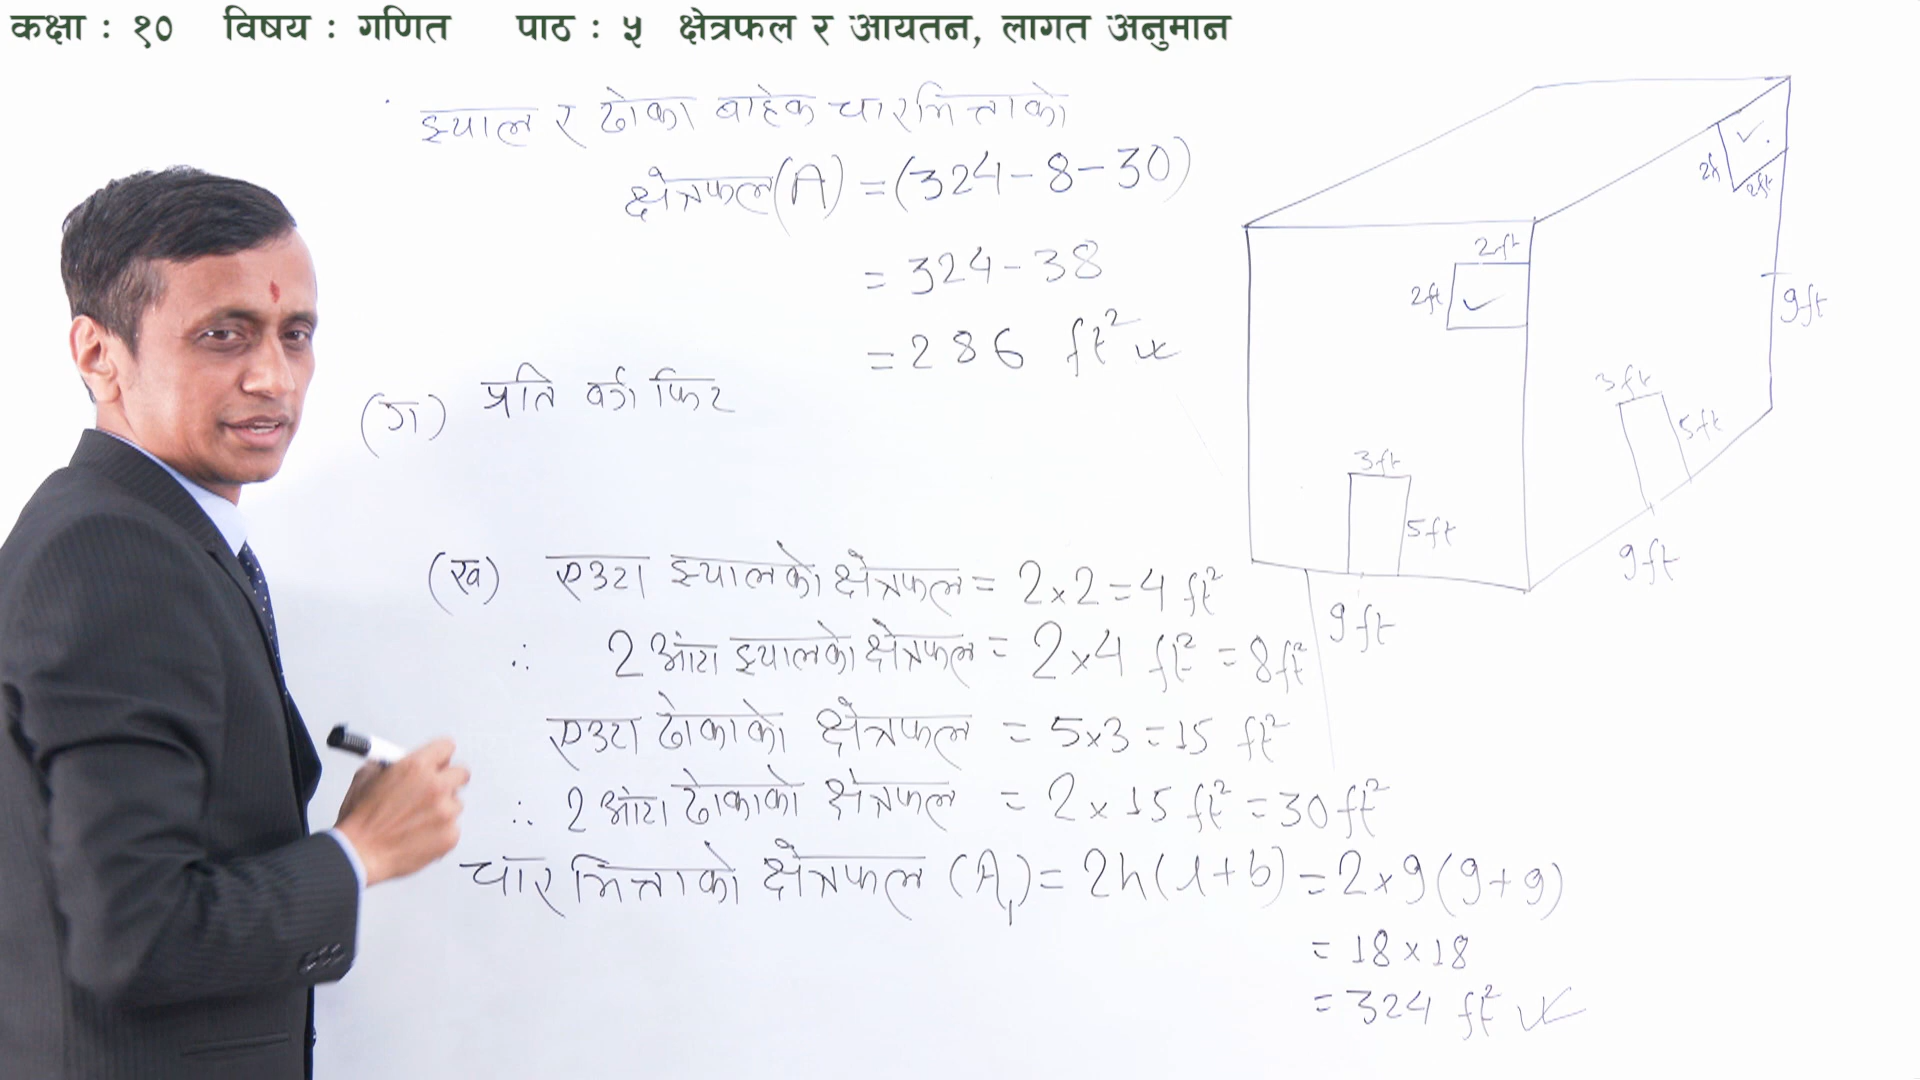 कक्षा : १० विषय : गणित पाठ : ५ क्षेत्रफल र आयतन, लागत अनुमान
झ्याल र ढोका बाहेक चारभित्ताको
क्षेत्रफल(A) = (324-8-30)
= 324-38
= 286 ft²
(ग) प्रति वर्ग फिट
(ख) एउटा झ्यालको क्षेत्रफल = 2×2=4 ft²
∴ 2 ओटा झ्यालको क्षेत्रफल = 2×4 ft² = 8ft²
एउटा ढोकाको क्षेत्रफल = 5×3 = 15 ft²
∴ 2 ओटा ढोकाको क्षेत्रफल = 2 × 15 ft² = 30 ft²
चार भित्ताको क्षेत्रफल (A₁) = 2h(l+b) = 2×9(9+9)
= 18×18
= 324 ft²
2ft
2ft
2ft
2ft
9ft
3ft
5ft
3ft
5ft
9ft
9ft